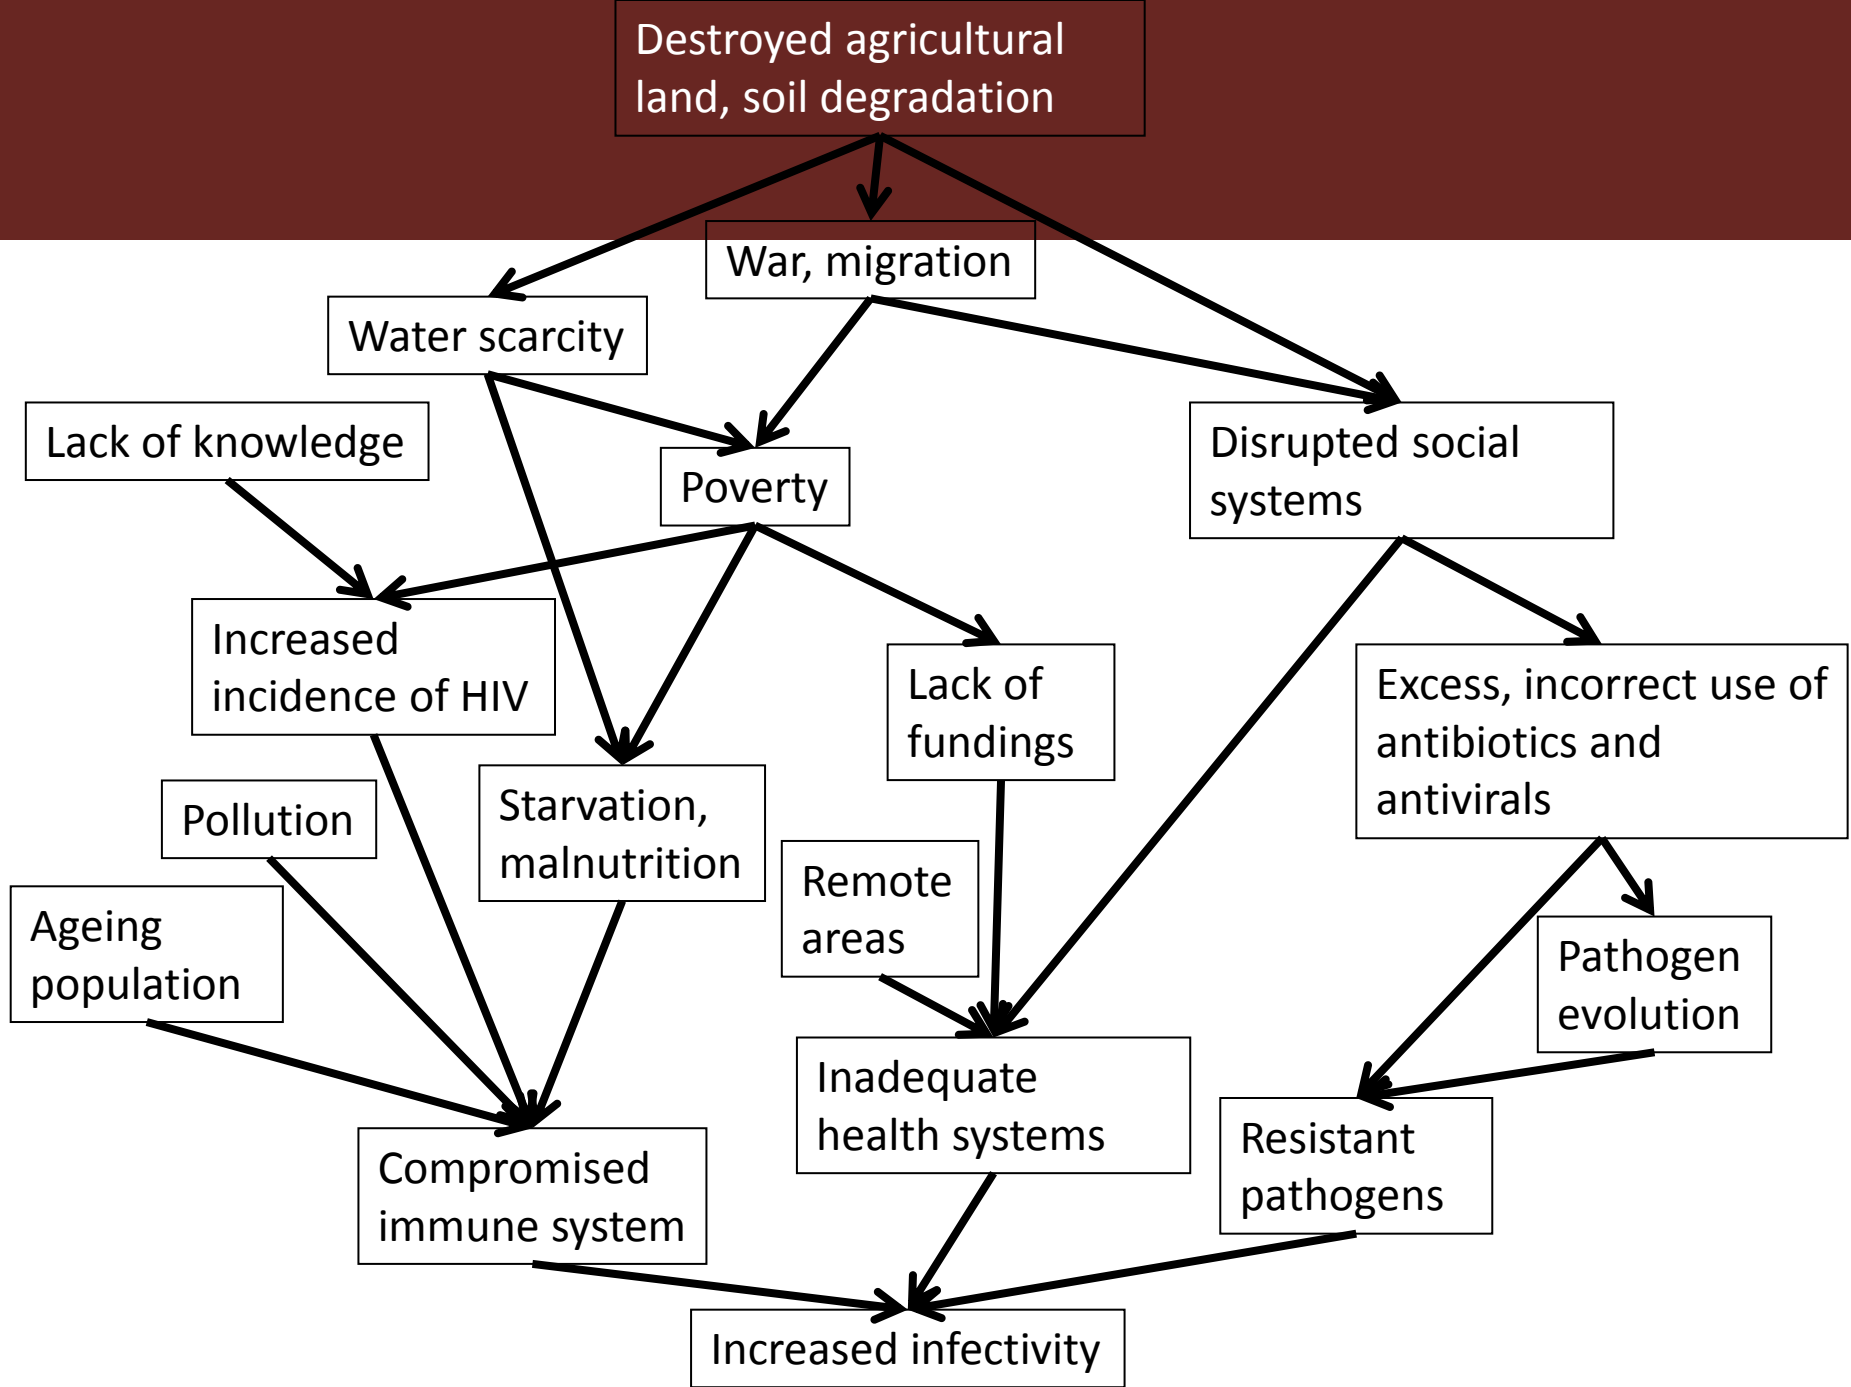 Destroyed agricultural
land, soil degradation
War, migration
Water scarcity
Lack of knowledge
Poverty
Disrupted social
systems
Increased
incidence of HIV
Lack of
fundings
Excess, incorrect use of
antibiotics and
antivirals
Pollution
Starvation,
malnutrition
Remote
areas
Ageing
population
Pathogen
evolution
Inadequate
health systems
Resistant
pathogens
Compromised
immune system
Increased infectivity